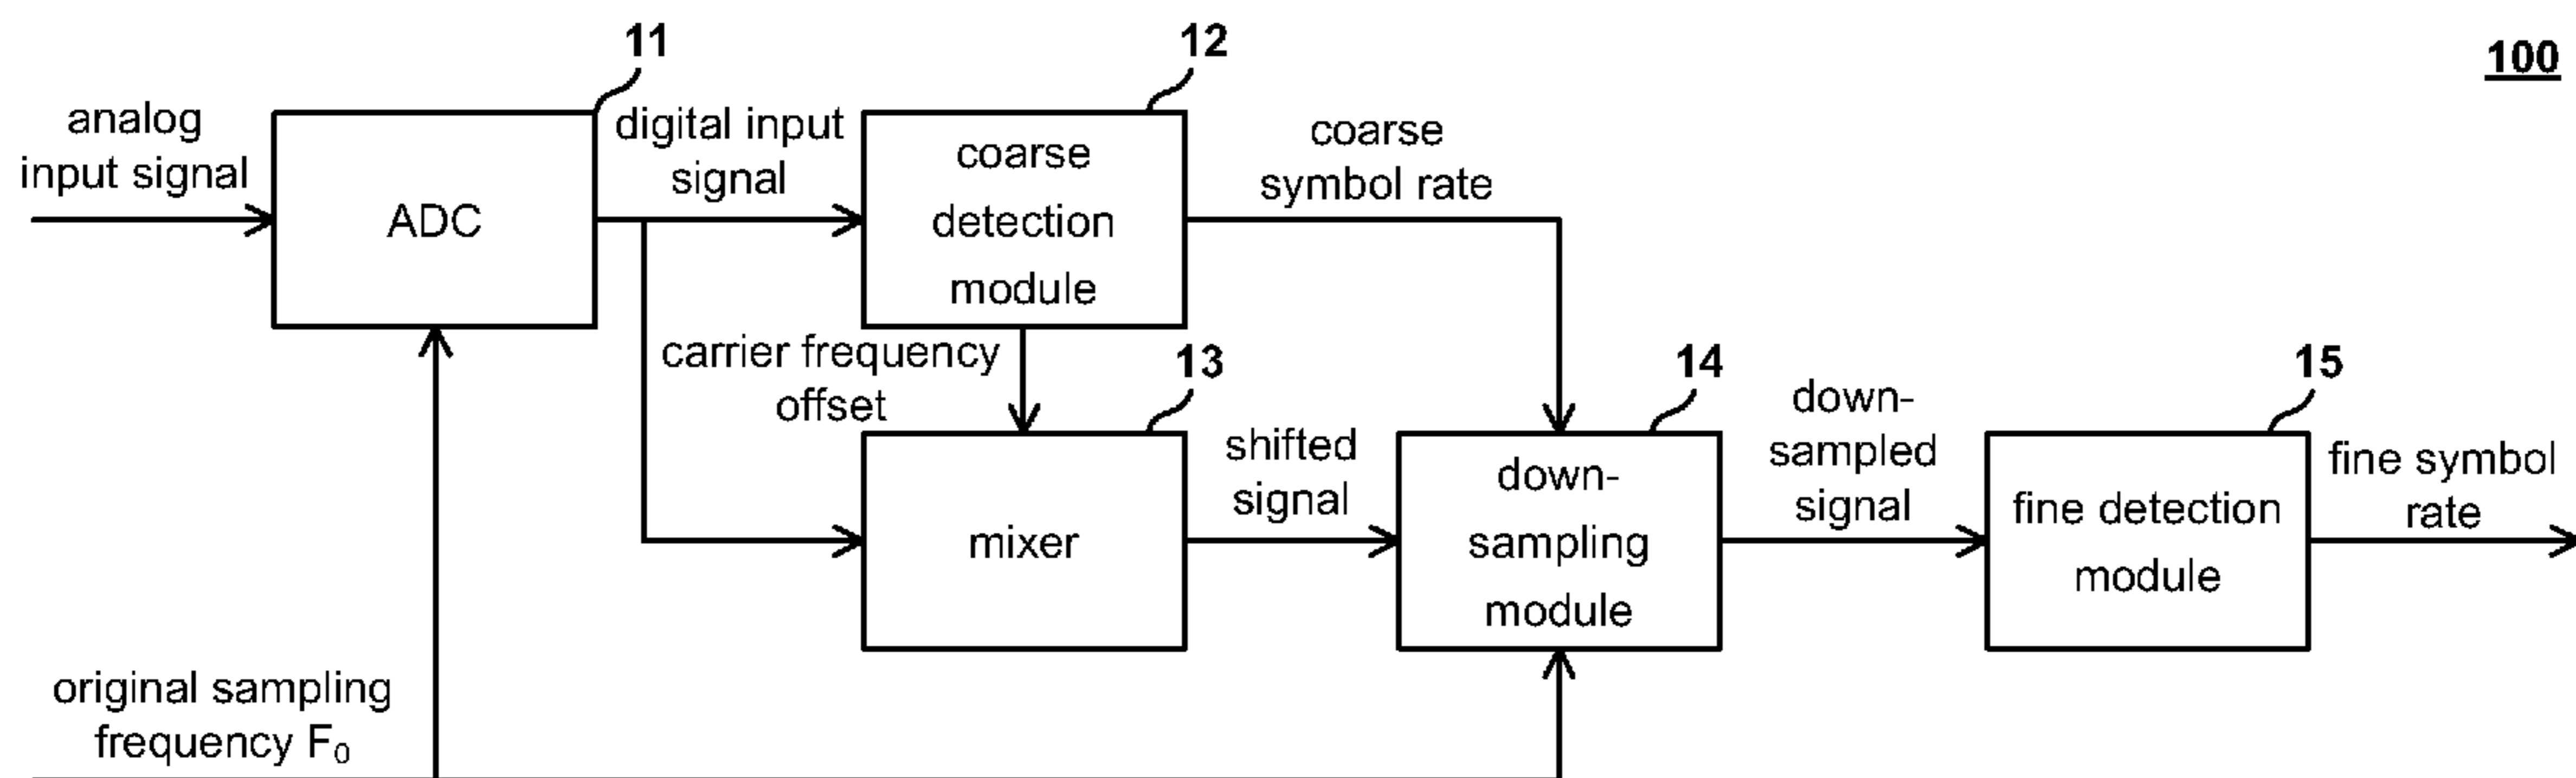 100
11
12
analog
input signal
ADC
digital input
signal
coarse
detection
module
coarse
symbol rate
carrier frequency
offset
13
mixer
shifted
signal
14
down-
sampling
module
down-
sampled
signal
15
fine detection
module
fine symbol
rate
original sampling
frequency F₀